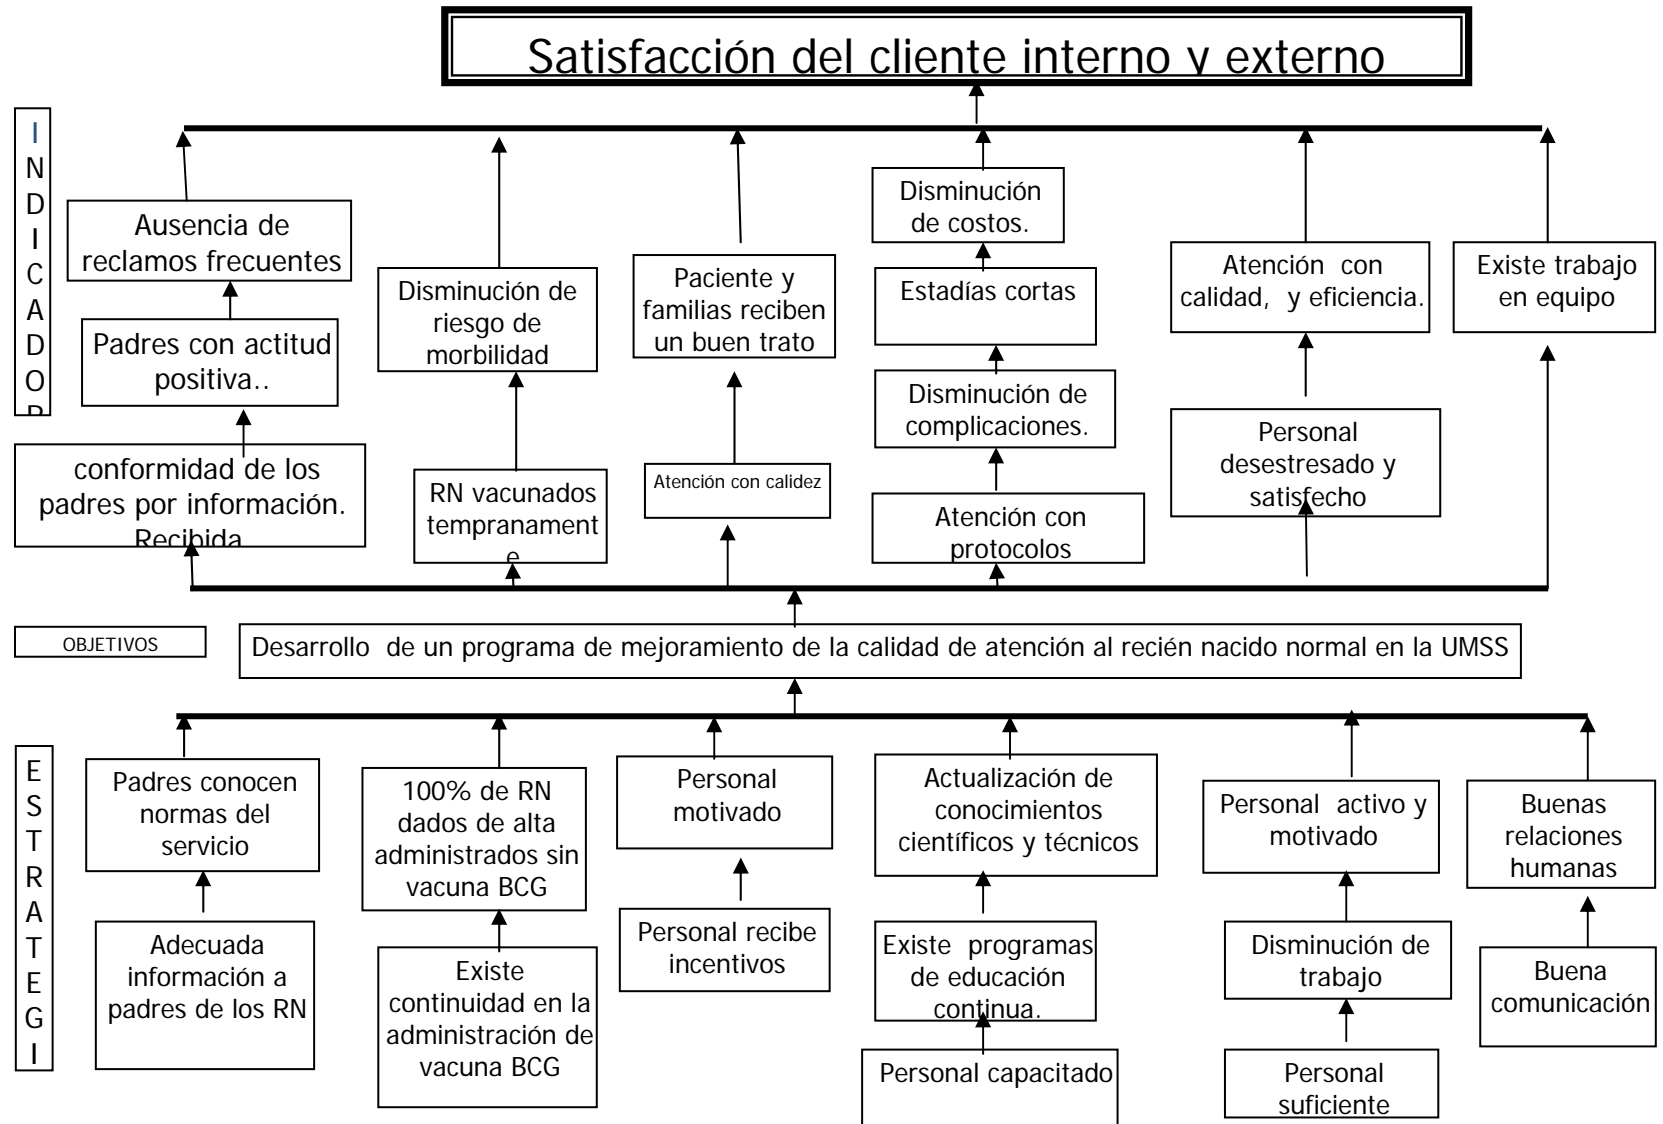 Satisfacción del cliente interno y externo
I
N
D
I
C
A
D
O
R
Ausencia de
reclamos frecuentes
Padres con actitud
positiva..
conformidad de los
padres por información.
Recibida
Disminución de
riesgo de
morbilidad
RN vacunados
tempranament
e
Paciente y
familias reciben
un buen trato
Atención con calidez
Disminución
de costos.
Estadías cortas
Disminución de
complicaciones.
Atención con
protocolos
Atención con
calidad, y eficiencia.
Personal
desestresado y
satisfecho
Existe trabajo
en equipo
OBJETIVOS
Desarrollo de un programa de mejoramiento de la calidad de atención al recién nacido normal en la UMSS
E
S
T
R
A
T
E
G
I
Padres conocen
normas del
servicio
Adecuada
información a
padres de los RN
100% de RN
dados de alta
administrados sin
vacuna BCG
Existe
continuidad en la
administración de
vacuna BCG
Personal
motivado
Personal recibe
incentivos
Actualización de
conocimientos
científicos y técnicos
Existe programas
de educación
continua.
Personal capacitado
Personal activo y
motivado
Disminución de
trabajo
Personal
suficiente
Buenas
relaciones
humanas
Buena
comunicación